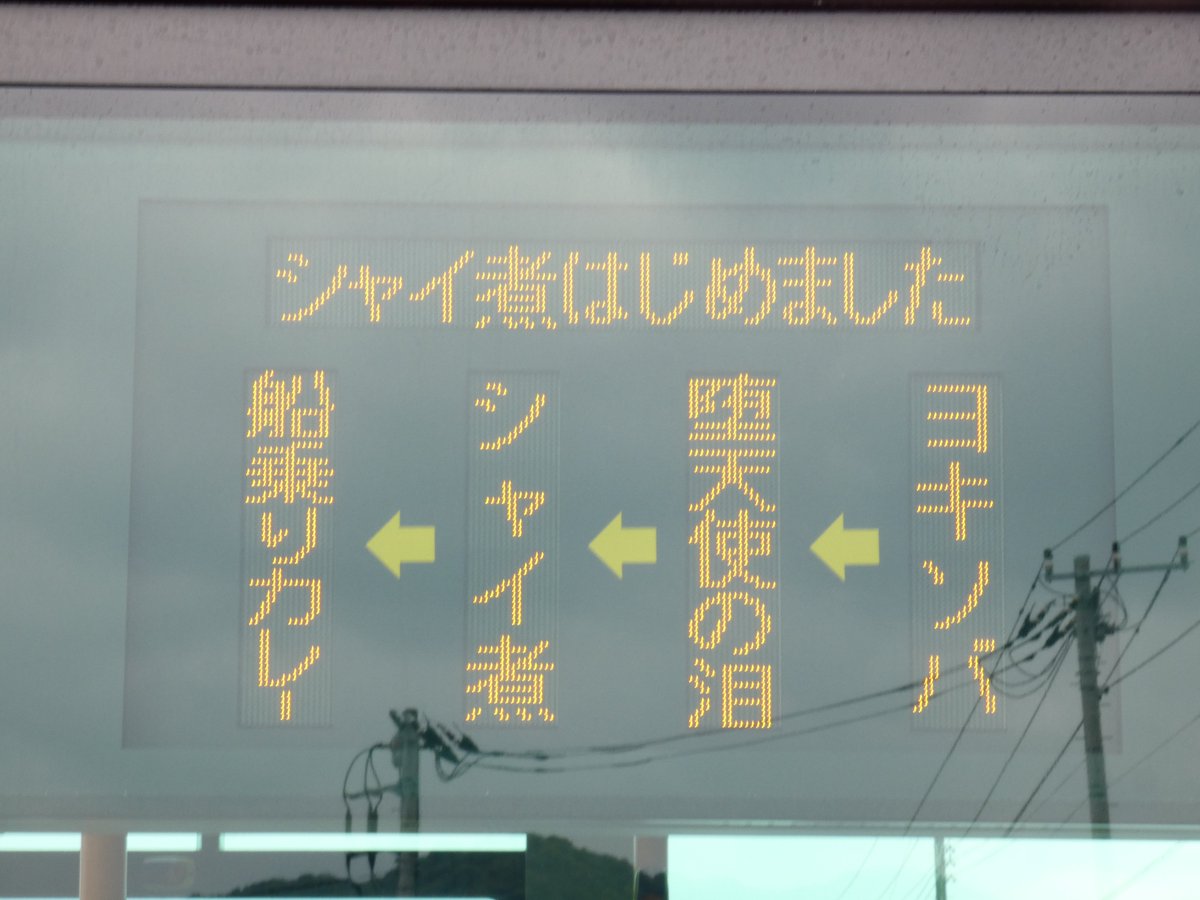 シャイ煮はじめました
ヨキソバ
堕天使の泪
シャイ煮
船乗りカレー